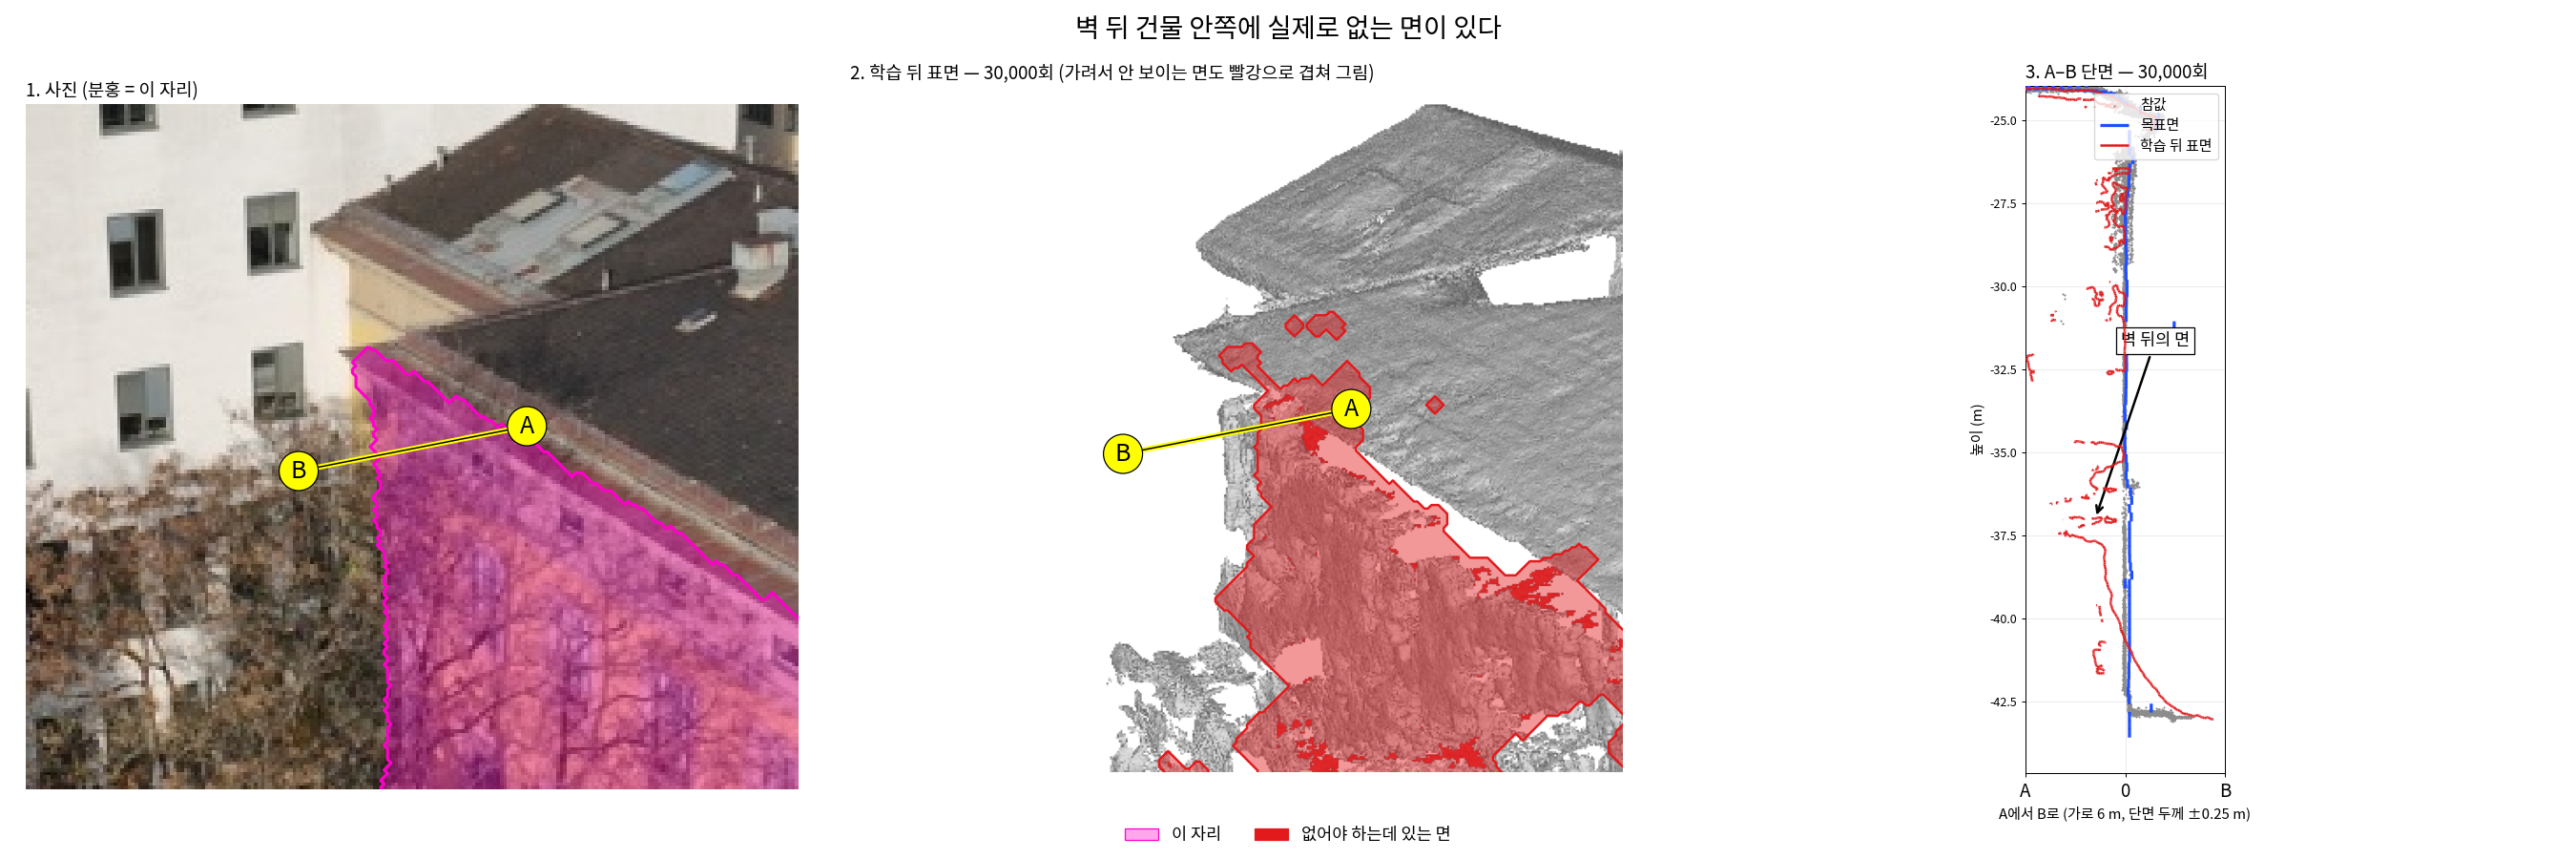 벽 뒤 건물 안쪽에 실제로 없는 면이 있다
1. 사진 (분홍 = 이 자리)
A
B
2. 학습 뒤 표면 — 30,000회 (가려서 안 보이는 면도 빨강으로 겹쳐 그림)
A
B
이 자리
없어야 하는데 있는 면
3. A–B 단면 — 30,000회
참값
목표면
학습 뒤 표면
벽 뒤의 면
높이 (m)
-25.0
-27.5
-30.0
-32.5
-35.0
-37.5
-40.0
-42.5
A 0 B
A에서 B로 (가로 6 m, 단면 두께 ±0.25 m)